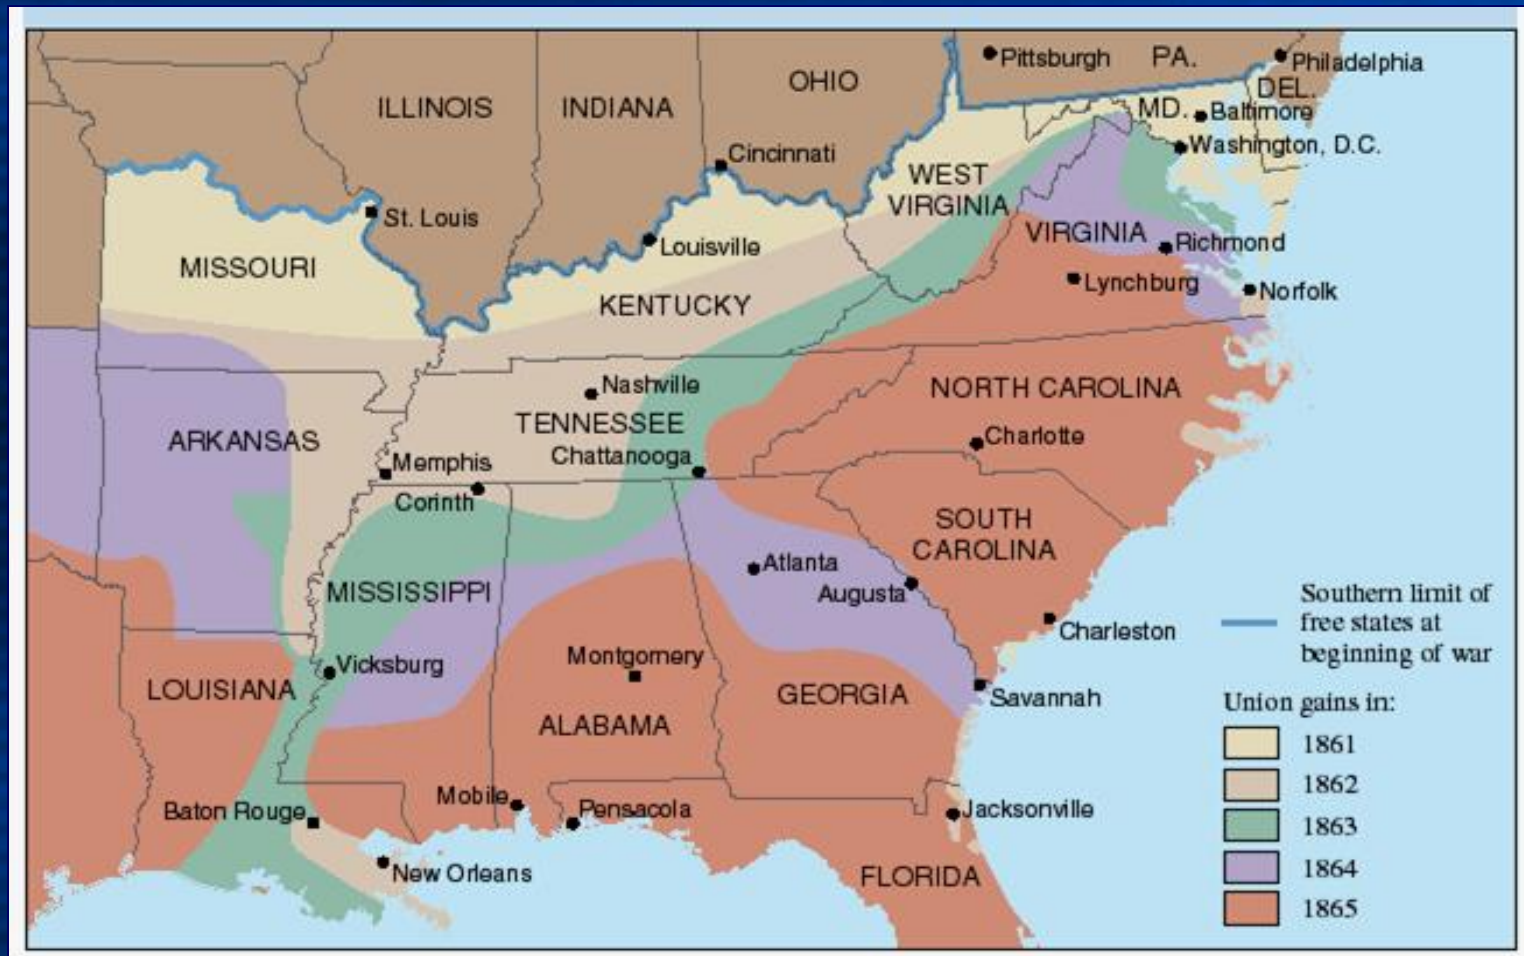 Pittsburgh
PA.
Philadelphia
OHIO
DEL.
ILLINOIS
INDIANA
MD.
Baltimore
Washington, D.C.
Cincinnati
WEST
VIRGINIA
St. Louis
VIRGINIA
Richmond
Louisville
MISSOURI
Lynchburg
Norfolk
KENTUCKY
Nashville
NORTH CAROLINA
TENNESSEE
ARKANSAS
Charlotte
Chattanooga
Memphis
Corinth
SOUTH
CAROLINA
Atlanta
MISSISSIPPI
Augusta
Charleston
Montgomery
Vicksburg
LOUISIANA
GEORGIA
Savannah
ALABAMA
Mobile
Pensacola
Jacksonville
Baton Rouge
New Orleans
FLORIDA
Southern limit of
free states at
beginning of war
Union gains in:
1861
1862
1863
1864
1865